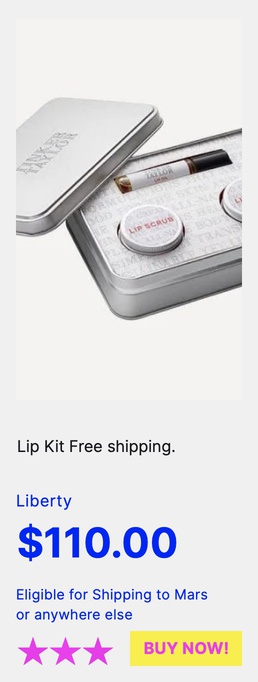 TAYLOR
LIP SCRUB
Lip Kit Free shipping.
Liberty
$110.00
Eligible for Shipping to Mars
or anywhere else
BUY NOW!